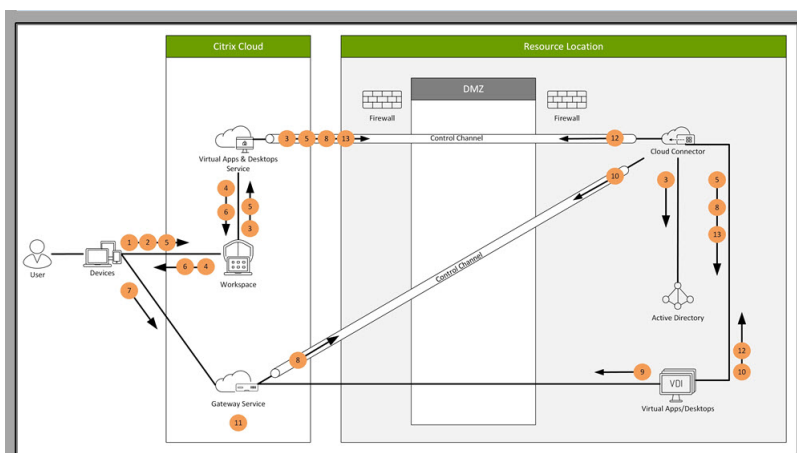 Citrix Cloud
Resource Location
DMZ
Firewall
Firewall
3 5 8 13
Control Channel
12
Virtual Apps & Desktops
Service
Cloud Connector
4
6
5
3
10
3
5
8
13
1 2 5
User
Devices
6 4
Workspace
Control Channel
7
Active Directory
8
12
10
9
VDI
Gateway Service
Virtual Apps/Desktops
11